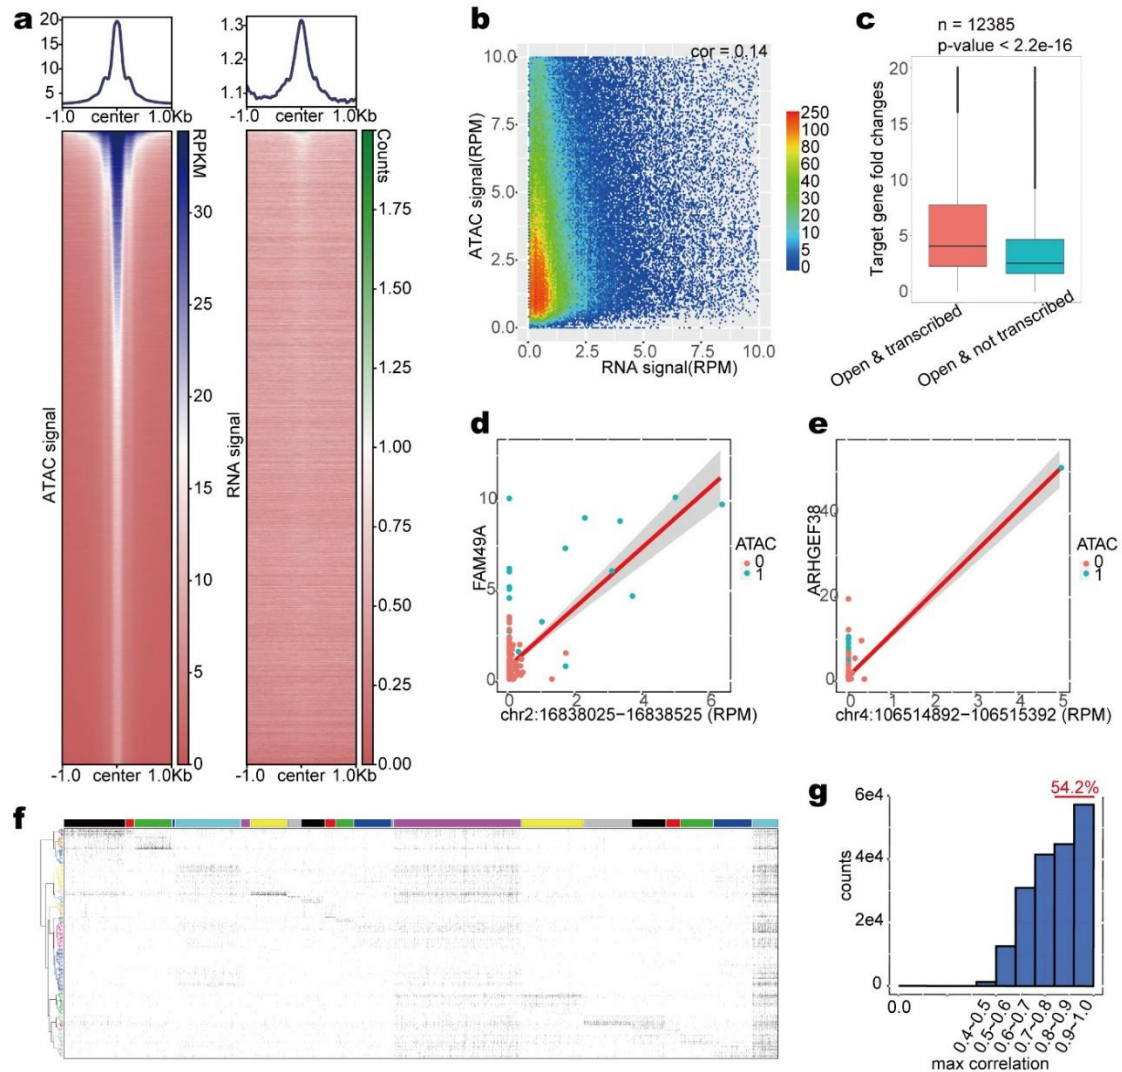 a
20
15
10
5
-1.0 center 1.0Kb
1.3
1.2
1.1
-1.0 center 1.0Kb
ATAC signal
RPKM
30
25
20
15
10
5
0
-1.0 center 1.0Kb
RNA signal
Counts
1.75
1.50
1.25
1.00
0.75
0.50
0.25
0.00
-1.0 center 1.0Kb
b
cor = 0.14
ATAC signal(RPM)
10.0
7.5
5.0
2.5
0.0
0.0 2.5 5.0 7.5 10.0
RNA signal(RPM)
250
100
80
60
40
30
20
10
5
0
c
n = 12385
p-value < 2.2e-16
Target gene fold changes
20
15
10
5
0
Open & transcribed
Open & not transcribed
d
FAM49A
10
5
0
0 2 4 6
chr2:16838025−16838525 (RPM)
ATAC
0
1
e
ARHGEF38
40
20
0
0 1 2 3 4 5
chr4:106514892−106515392 (RPM)
ATAC
0
1
f
g
54.2%
counts
6e4
4e4
2e4
0
0.0
0.4~0.5
0.5~0.6
0.6~0.7
0.7~0.8
0.8~0.9
0.9~1.0
max correlation